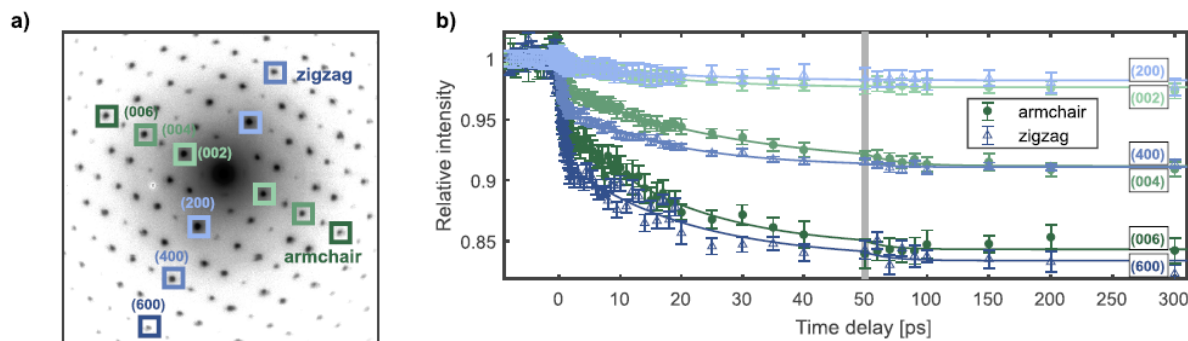 a)
zigzag
(006)
(004)
(002)
(200)
(400)
armchair
(600)
b)
Relative intensity
1
0.95
0.9
0.85
(200)
(002)
armchair
zigzag
(400)
(004)
(006)
(600)
0 10 20 30 40 50 100 150 200 250 300
Time delay [ps]